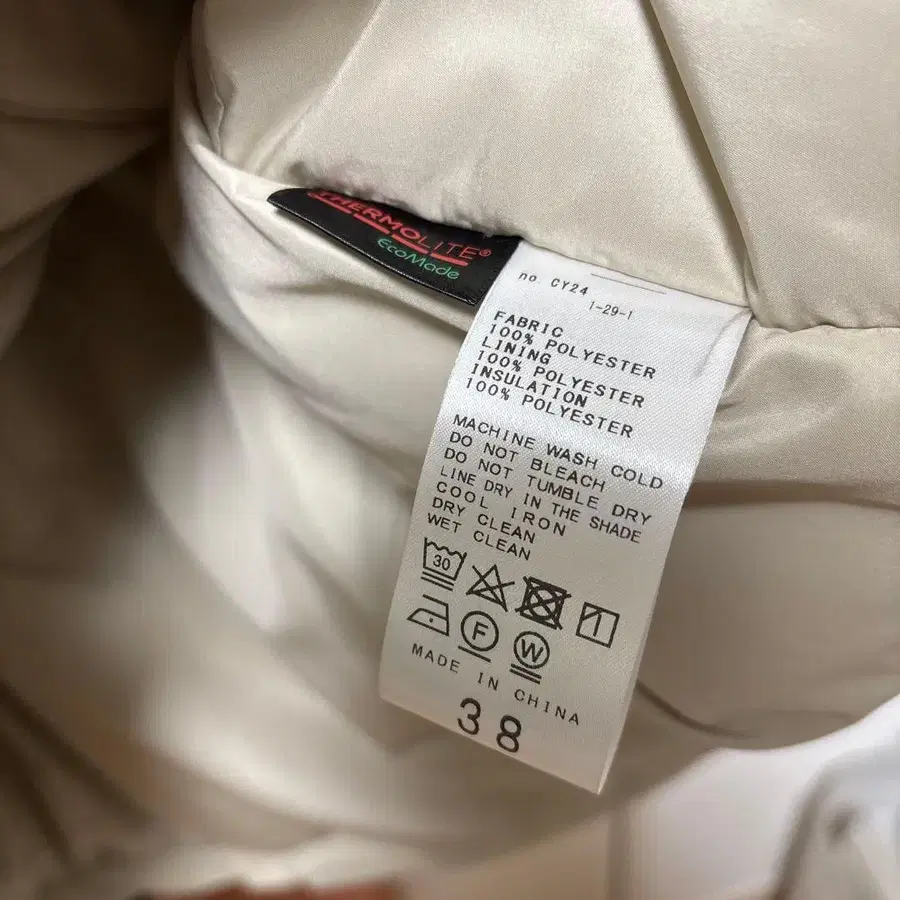 THERMOLITE®
EcoMade
no. CY24
1-29-1
FABRIC
100% POLYESTER
LINING
100% POLYESTER
INSULATION
100% POLYESTER
MACHINE WASH COLD
DO NOT BLEACH
DO NOT TUMBLE DRY
LINE DRY IN THE SHADE
COOL IRON
DRY CLEAN
WET CLEAN
30
F W
MADE IN CHINA
38